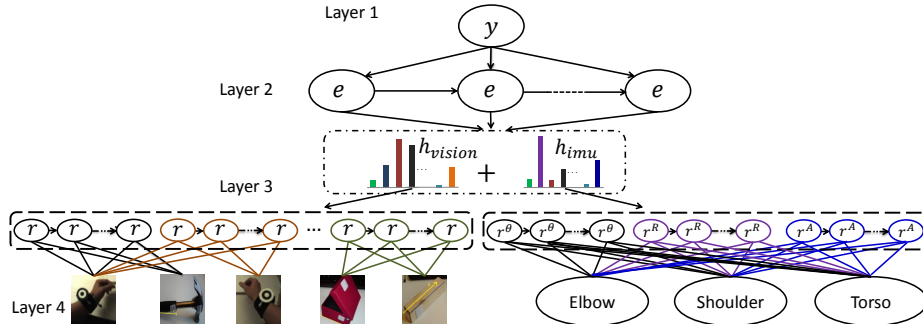 Layer 1
y
Layer 2
e e e
h_vision + h_imu
... ...
Layer 3
r r r r r r ... r r r
r^θ r^θ r^θ r^R r^R r^R r^A r^A r^A
Layer 4
Elbow Shoulder Torso